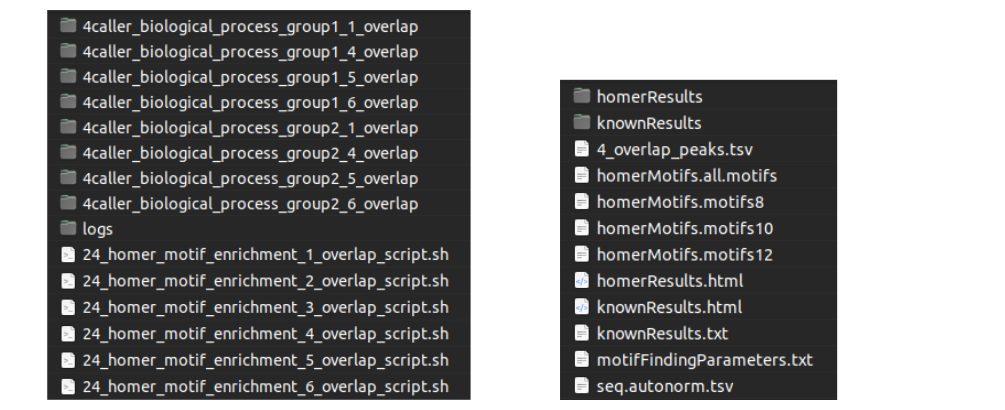 4caller_biological_process_group1_1_overlap
4caller_biological_process_group1_4_overlap
4caller_biological_process_group1_5_overlap
4caller_biological_process_group1_6_overlap
4caller_biological_process_group2_1_overlap
4caller_biological_process_group2_4_overlap
4caller_biological_process_group2_5_overlap
4caller_biological_process_group2_6_overlap
logs
24_homer_motif_enrichment_1_overlap_script.sh
24_homer_motif_enrichment_2_overlap_script.sh
24_homer_motif_enrichment_3_overlap_script.sh
24_homer_motif_enrichment_4_overlap_script.sh
24_homer_motif_enrichment_5_overlap_script.sh
24_homer_motif_enrichment_6_overlap_script.sh
homerResults
knownResults
4_overlap_peaks.tsv
homerMotifs.all.motifs
homerMotifs.motifs8
homerMotifs.motifs10
homerMotifs.motifs12
homerResults.html
knownResults.html
knownResults.txt
motifFindingParameters.txt
seq.autonorm.tsv